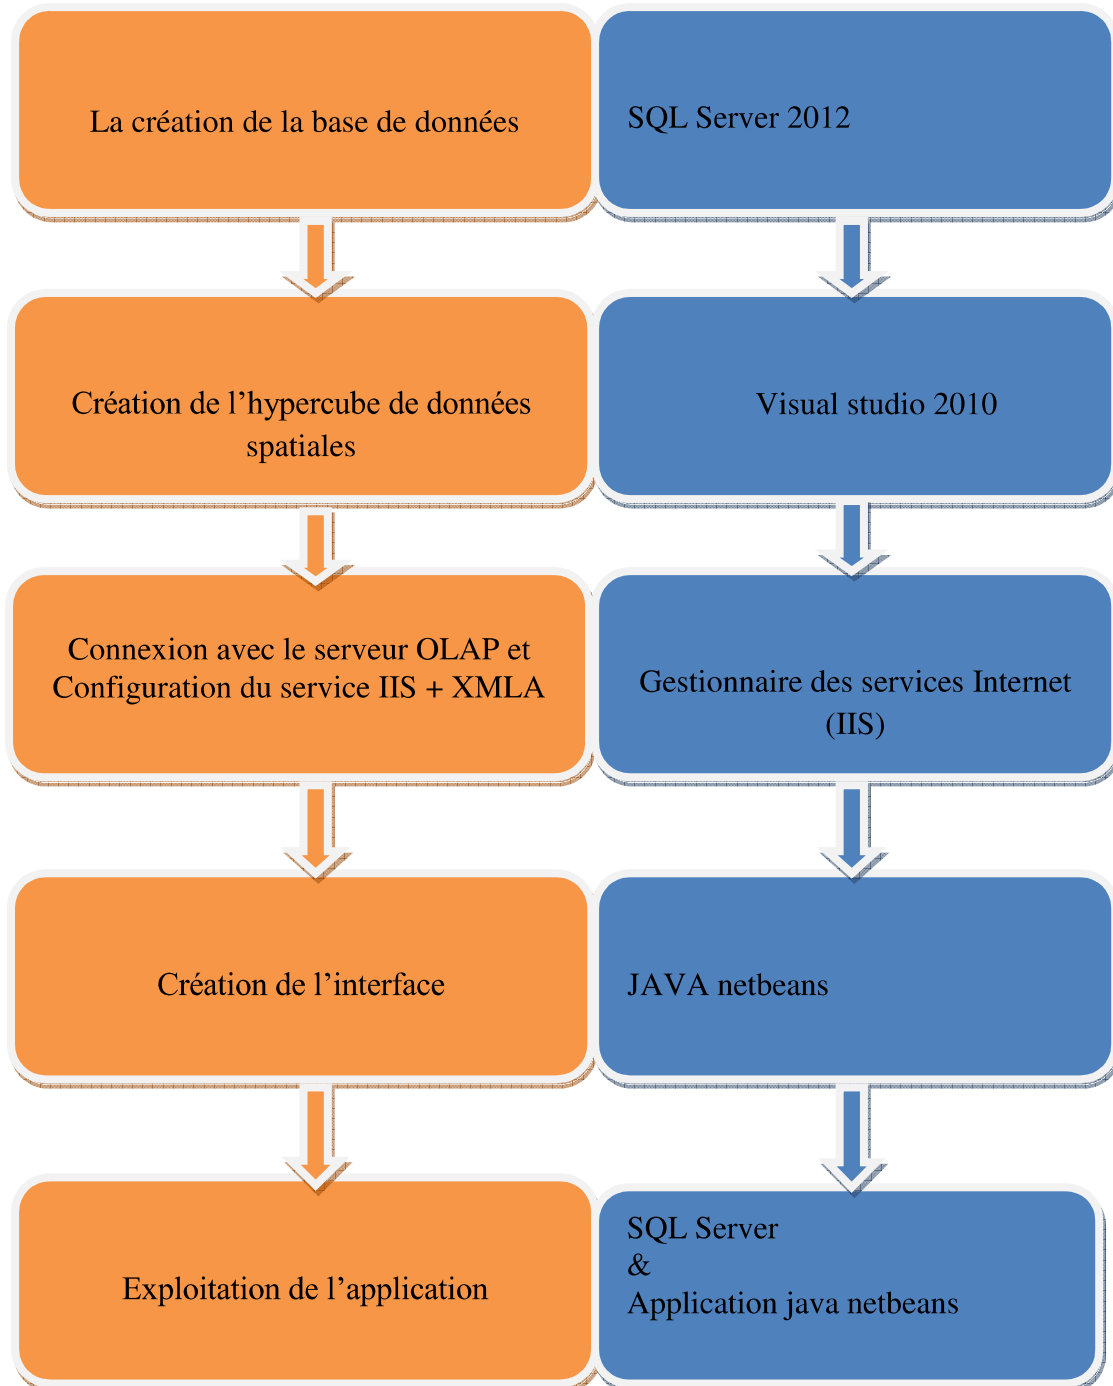 La création de la base de données
SQL Server 2012
Création de l’hypercube de données
spatiales
Visual studio 2010
Connexion avec le serveur OLAP et
Configuration du service IIS + XMLA
Gestionnaire des services Internet
(IIS)
Création de l’interface
JAVA netbeans
Exploitation de l’application
SQL Server
&
Application java netbeans